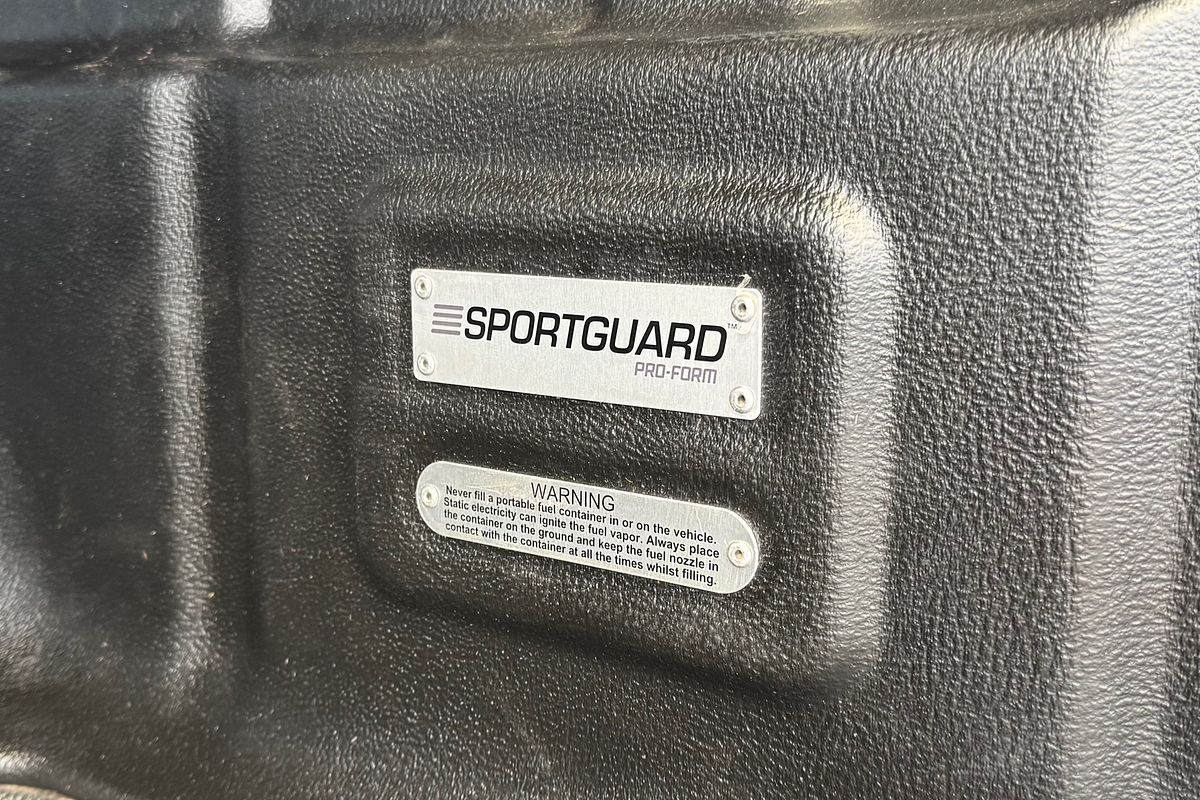 SPORTGUARD™
PRO-FORM
WARNING
Never fill a portable fuel container in or on the vehicle.
Static electricity can ignite the fuel vapor. Always place
the container on the ground and keep the fuel nozzle in
contact with the container at all the times whilst filling.